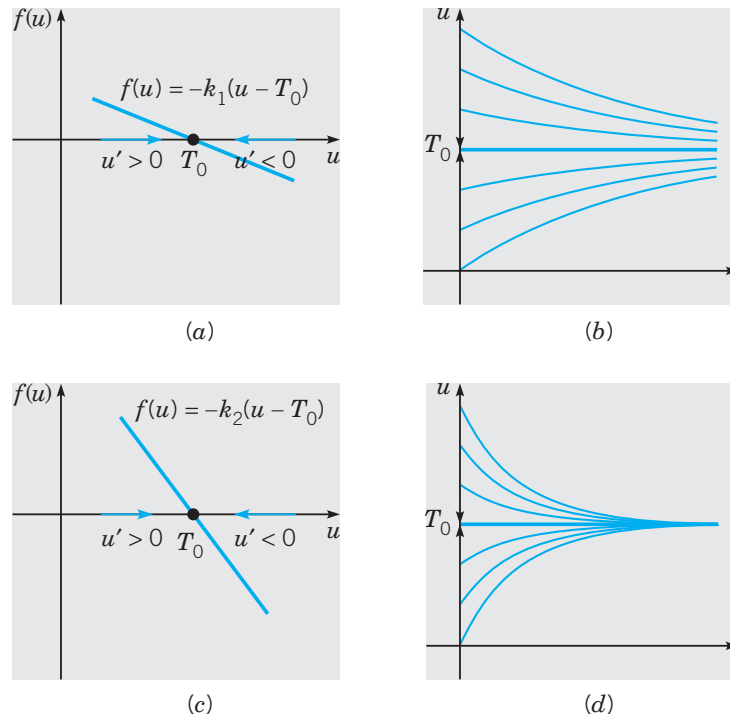 f(u)
f(u) = –k₁(u – T₀)
u′ > 0 T₀ u′ < 0 u
(a)
u
T₀
(b)
f(u)
f(u) = –k₂(u – T₀)
u′ > 0 T₀ u′ < 0 u
(c)
u
T₀
(d)